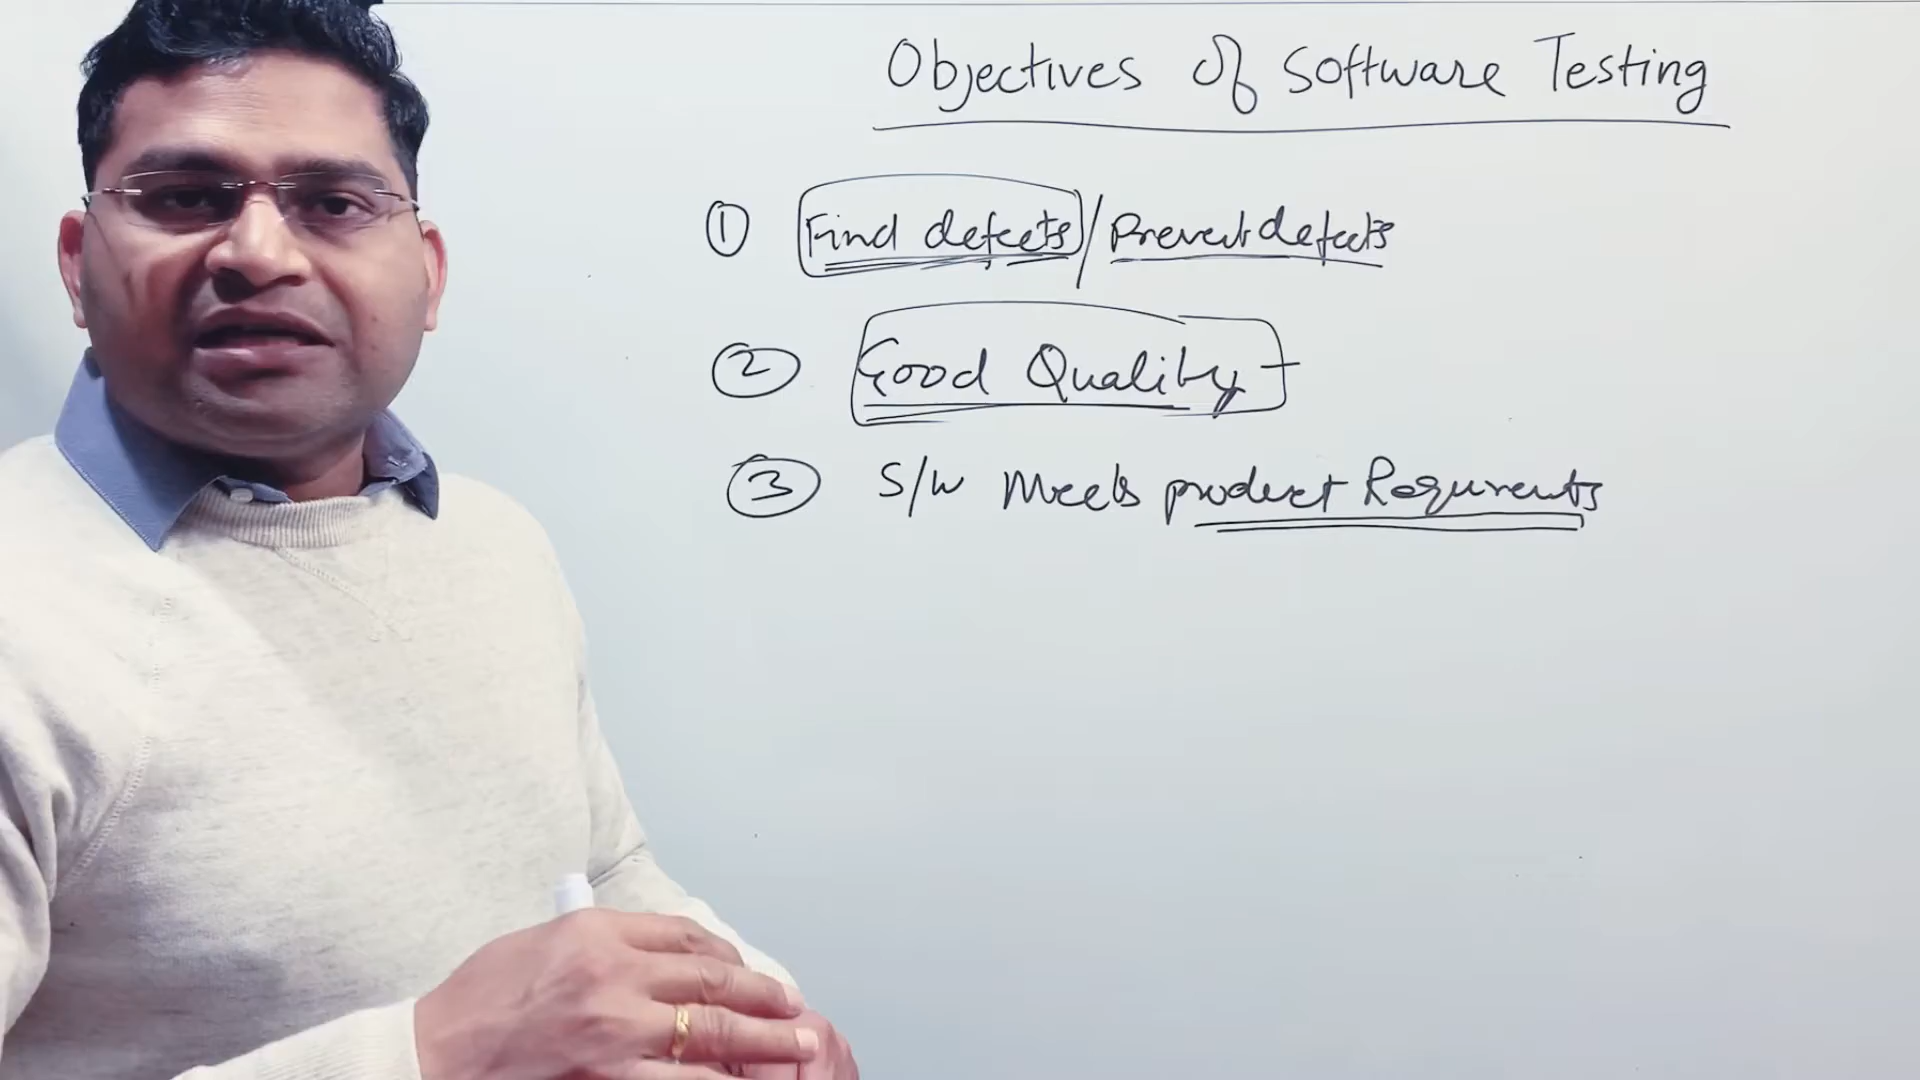 Objectives of Software Testing
① Find defects / Prevent defects
② Good Quality -
③ S/W Meets product Requirements